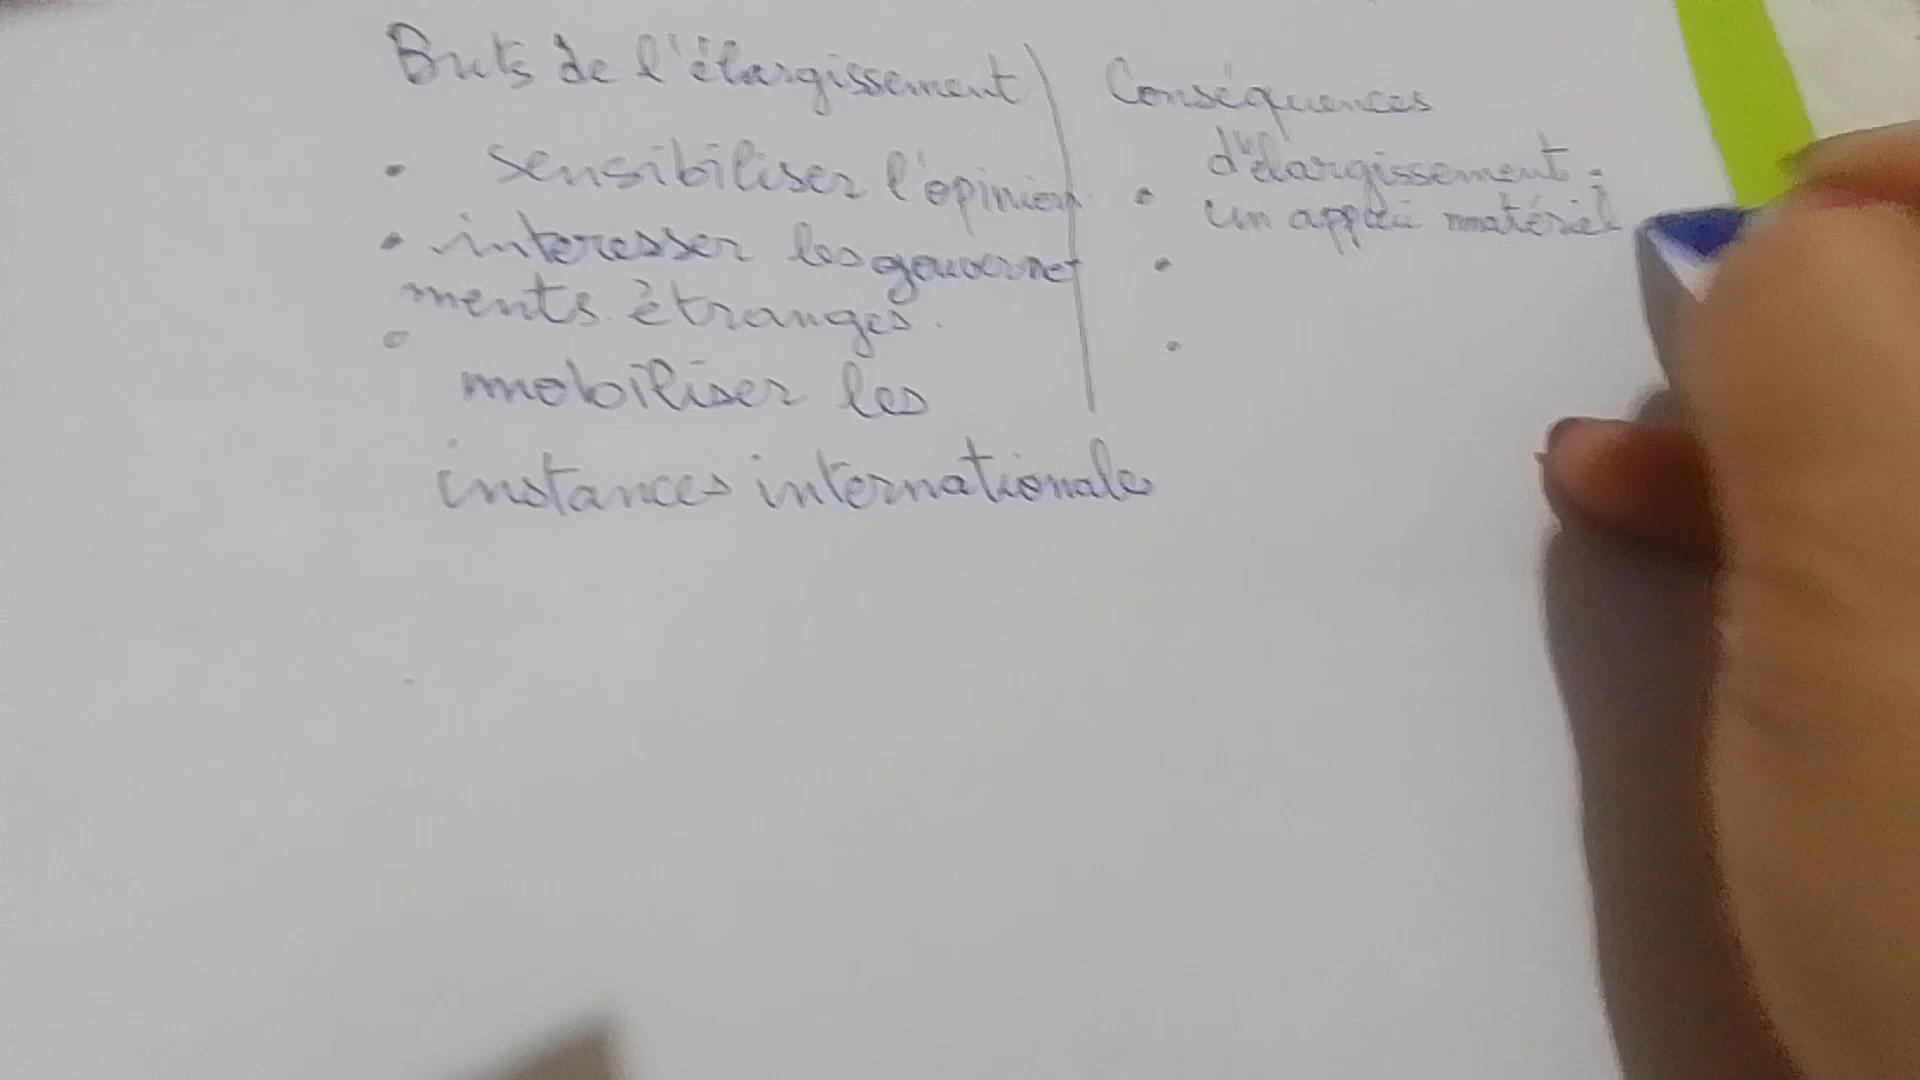 Buts de l'élargissement
• sensibiliser l'opinion
• interesser les gouverne
ments étranges.
• mobiliser les
instances internationales
Conséquences
d'élargissement :
• un appui matériel
•
•